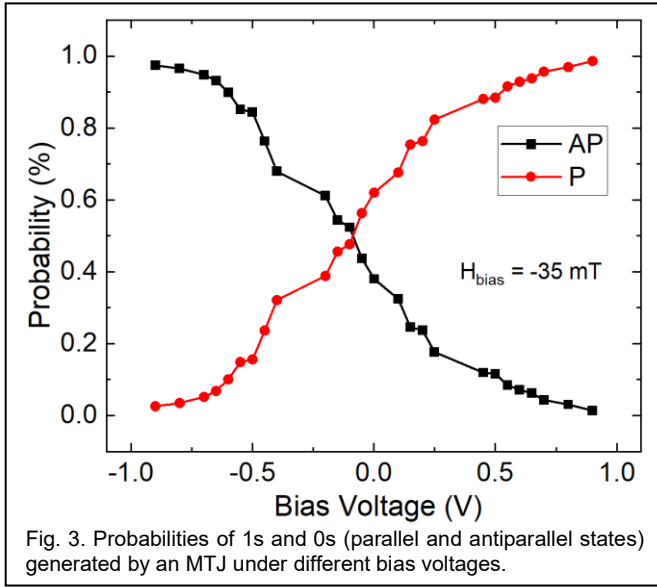 1.0
0.8
0.6
0.4
0.2
0.0
Probability (%)
AP
P
H_bias = -35 mT
-1.0 -0.5 0.0 0.5 1.0
Bias Voltage (V)
Fig. 3. Probabilities of 1s and 0s (parallel and antiparallel states)
generated by an MTJ under different bias voltages.